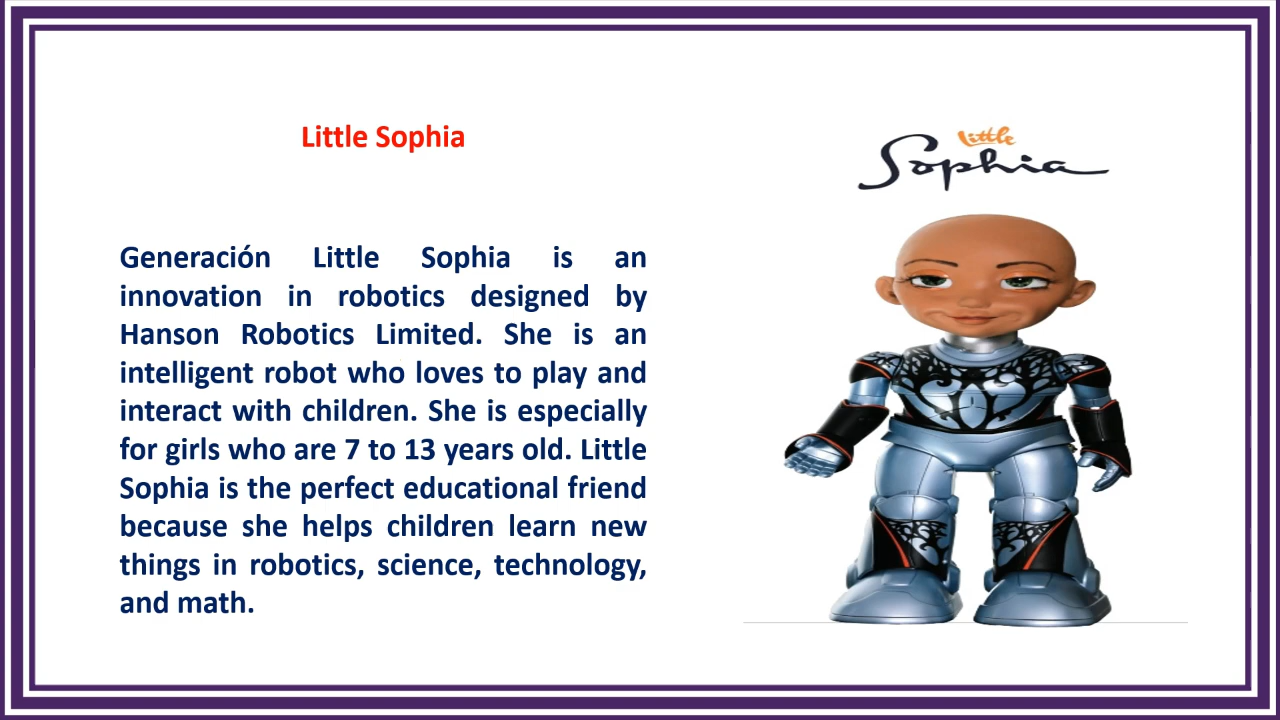 Little Sophia
little
Sophia
Generación Little Sophia is an
innovation in robotics designed by
Hanson Robotics Limited. She is an
intelligent robot who loves to play and
interact with children. She is especially
for girls who are 7 to 13 years old. Little
Sophia is the perfect educational friend
because she helps children learn new
things in robotics, science, technology,
and math.